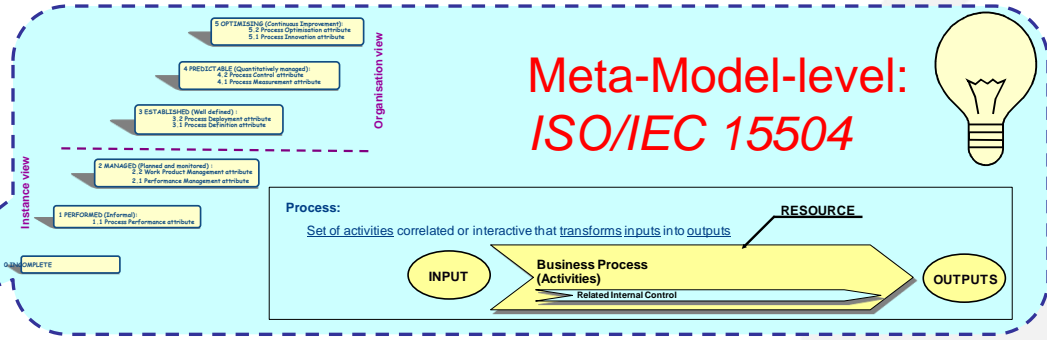 5 OPTIMISING (Continuous Improvement):
5.2 Process Optimisation attribute
5.1 Process Innovation attribute
4 PREDICTABLE (Quantitatively managed):
4.2 Process Control attribute
4.1 Process Measurement attribute
3 ESTABLISHED (Well defined) :
3.2 Process Deployment attribute
3.1 Process Definition attribute
2 MANAGED (Planned and monitored) :
2.2 Work Product Management attribute
2.1 Performance Management attribute
1 PERFORMED (Informal):
1.1 Process Performance attribute
0 INCOMPLETE
Instance view
Organisation view
Meta-Model-level:
ISO/IEC 15504
Process:
Set of activities correlated or interactive that transforms inputs into outputs
RESOURCE
INPUT
Business Process
(Activities)
Related Internal Control
OUTPUTS